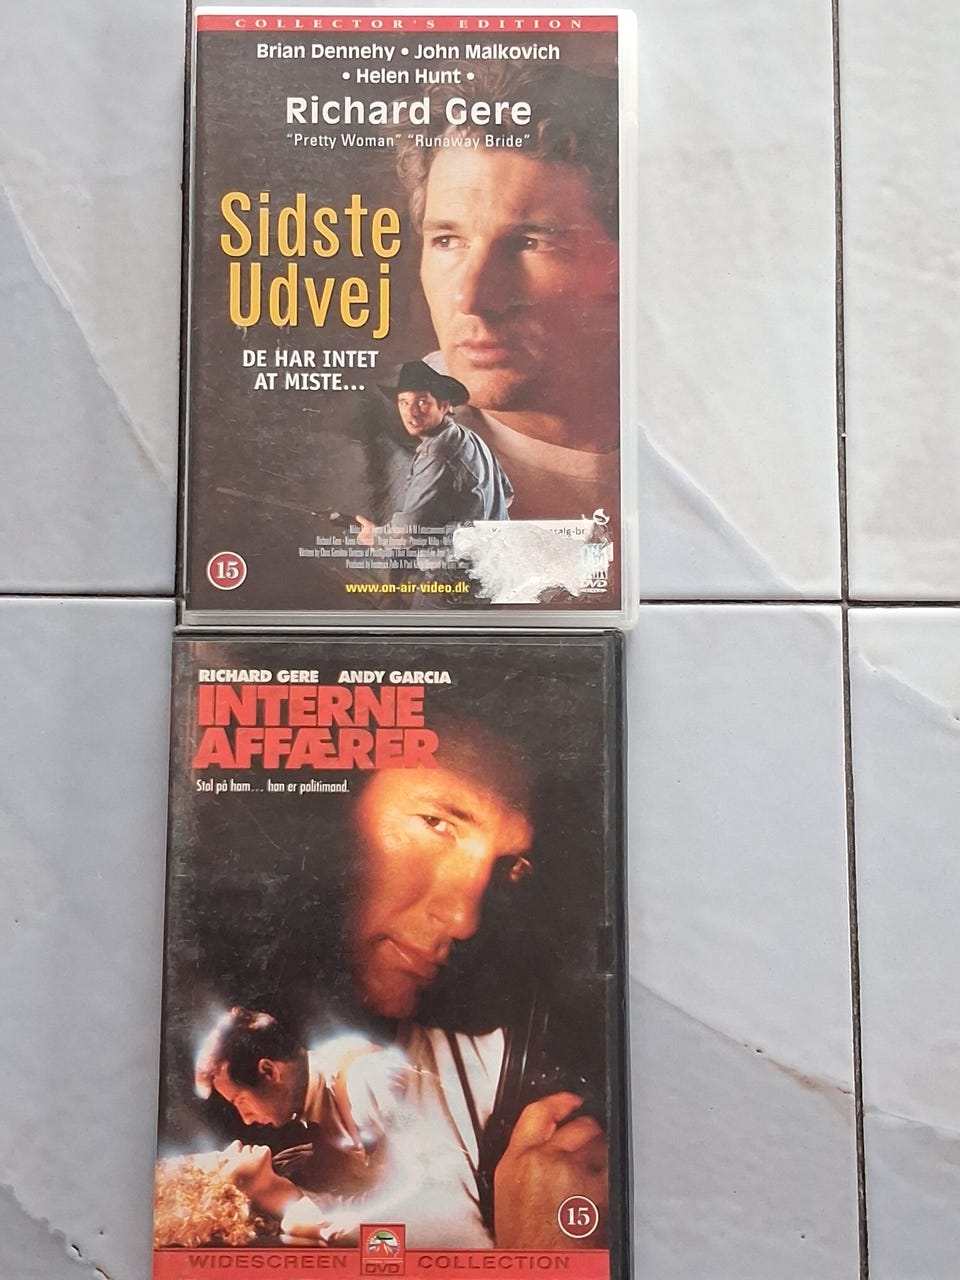 COLLECTOR'S EDITION
Brian Dennehy • John Malkovich
• Helen Hunt •
Richard Gere
"Pretty Woman" "Runaway Bride"
Sidste
Udvej
DE HAR INTET
AT MISTE...
15
www.on-air-video.dk
DVD
RICHARD GERE ANDY GARCIA
INTERNE
AFFÆRER
Stol på ham... han er politimand.
15
WIDESCREEN DVD COLLECTION